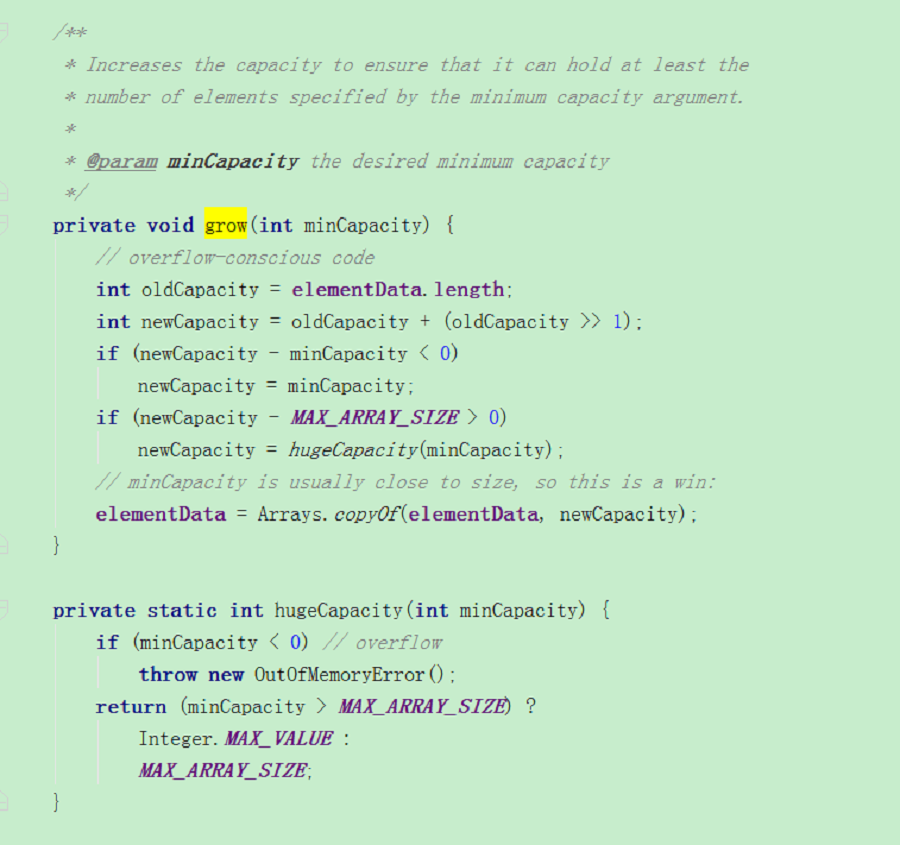 /**
 * Increases the capacity to ensure that it can hold at least the
 * number of elements specified by the minimum capacity argument.
 *
 * @param minCapacity the desired minimum capacity
 */
private void grow(int minCapacity) {
    // overflow-conscious code
    int oldCapacity = elementData.length;
    int newCapacity = oldCapacity + (oldCapacity >> 1);
    if (newCapacity - minCapacity < 0)
        newCapacity = minCapacity;
    if (newCapacity - MAX_ARRAY_SIZE > 0)
        newCapacity = hugeCapacity(minCapacity);
    // minCapacity is usually close to size, so this is a win:
    elementData = Arrays.copyOf(elementData, newCapacity);
}

private static int hugeCapacity(int minCapacity) {
    if (minCapacity < 0) // overflow
        throw new OutOfMemoryError();
    return (minCapacity > MAX_ARRAY_SIZE) ?
        Integer.MAX_VALUE :
        MAX_ARRAY_SIZE;
}